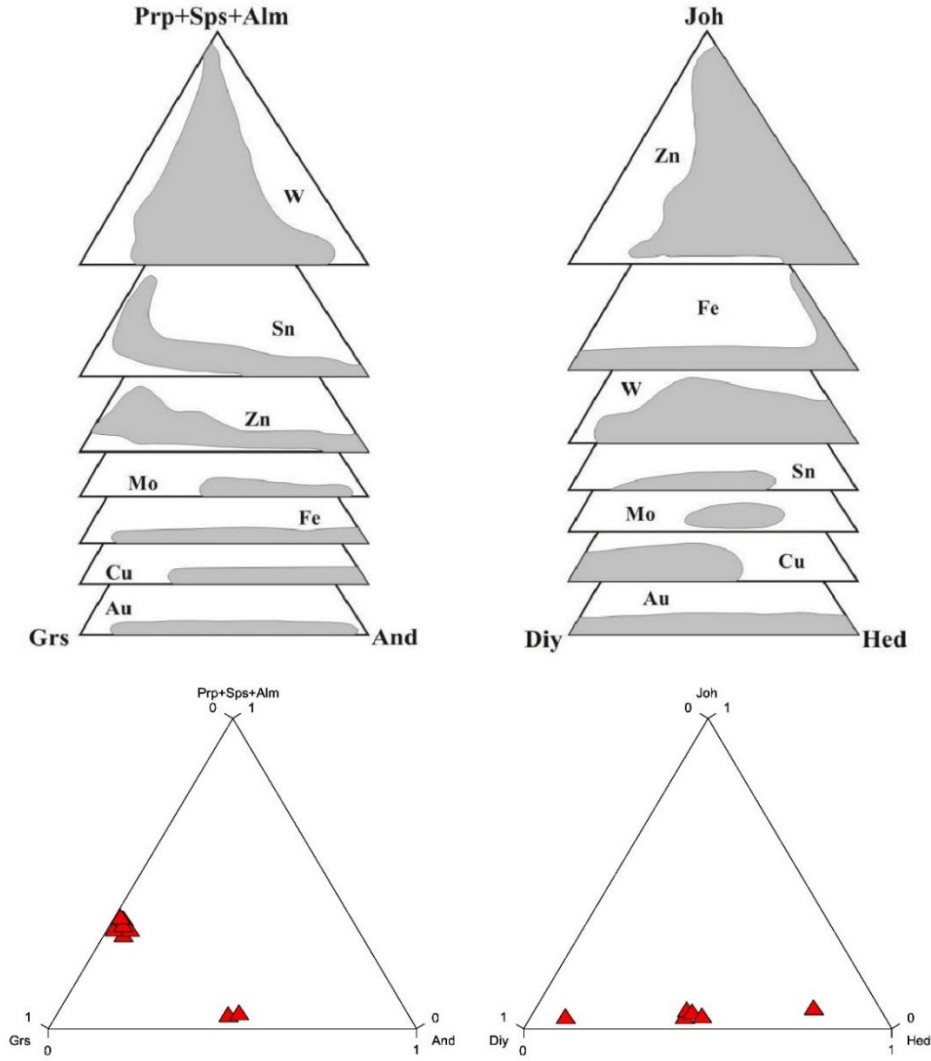 Prp+Sps+Alm
W
Sn
Zn
Mo
Fe
Cu
Au
Grs And
Joh
Zn
Fe
W
Sn
Mo
Cu
Au
Diy Hed
Prp+Sps+Alm
0 1
1 0
Grs And
0 1
Joh
0 1
1 0
Diy Hed
0 1